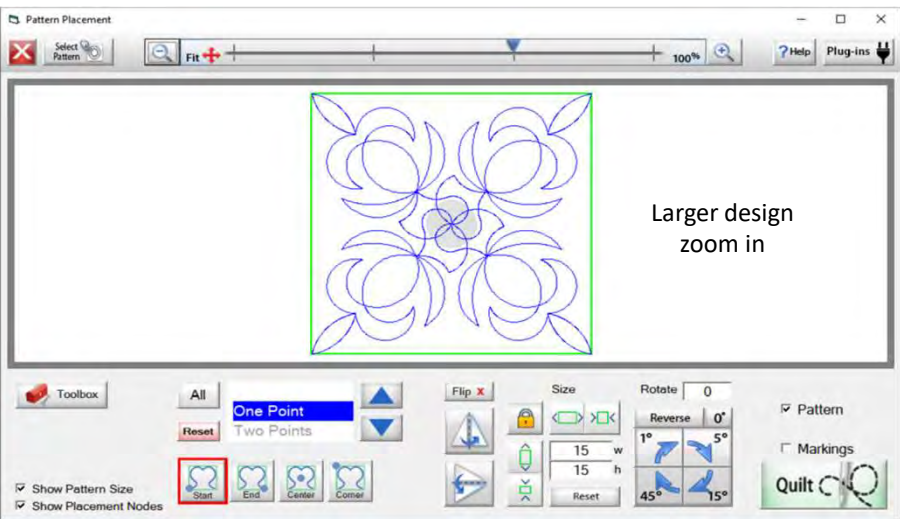 Pattern Placement
Select
Pattern
Fit
100%
? Help
Plug-ins
Larger design
zoom in
Toolbox
All
Reset
One Point
Two Points
Start
End
Center
Corner
Show Pattern Size
Show Placement Nodes
Flip X
Size
15 w
15 h
Reset
Rotate 0
Reverse 0°
1° 5°
45° 15°
Pattern
Markings
Quilt